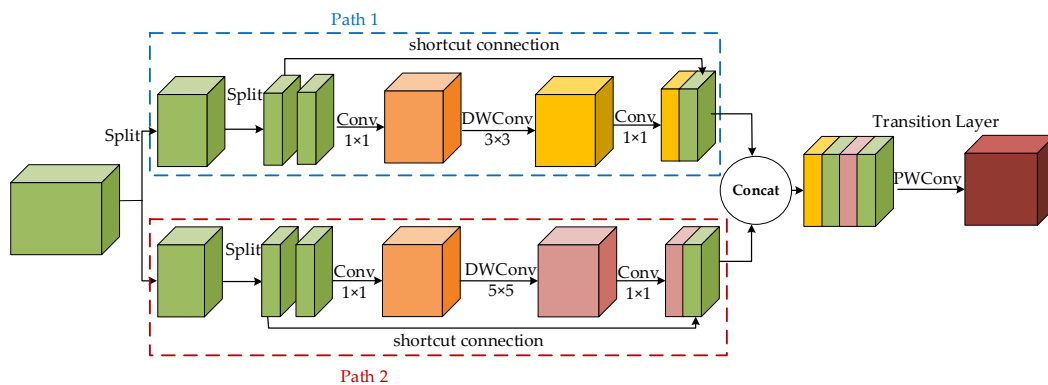 Path 1
shortcut connection
Split
Split
Conv
1×1
DWConv
3×3
Conv
1×1
Transition Layer
Concat
PWConv
Split
Conv
1×1
DWConv
5×5
Conv
1×1
shortcut connection
Path 2